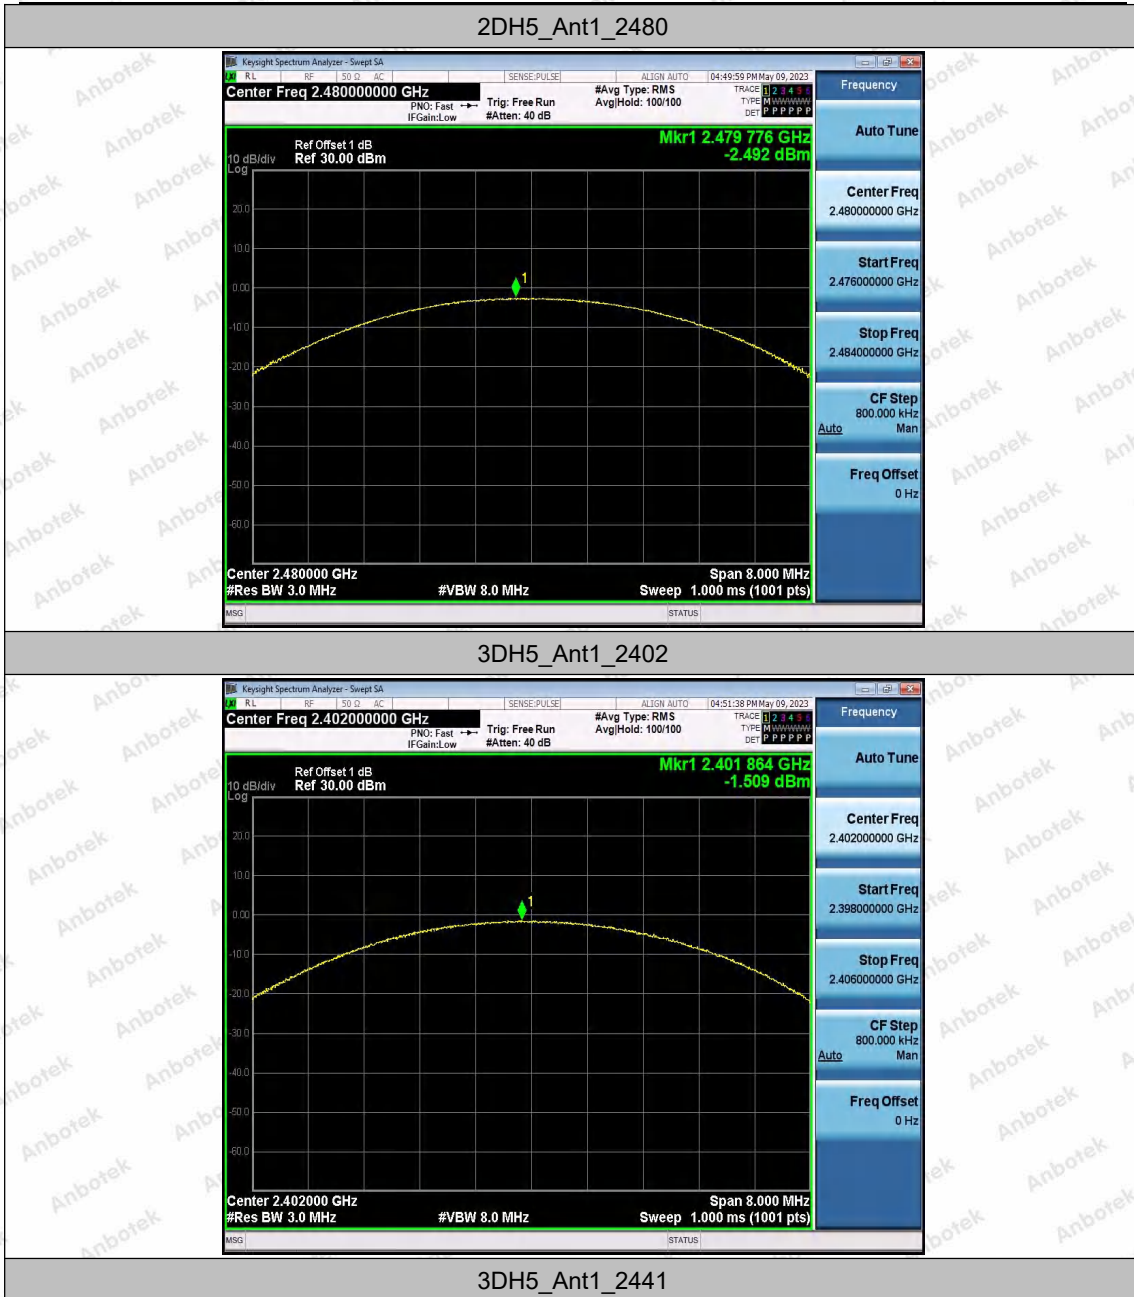 2DH5_Ant1_2480
Keysight Spectrum Analyzer - Swept SA
RL RF 50 Ω AC SENSE:PULSE ALIGN AUTO 04:49:59 PM May 09, 2023
Center Freq 2.480000000 GHz
PNO: Fast
IFGain:Low
Trig: Free Run
#Atten: 40 dB
#Avg Type: RMS
Avg|Hold: 100/100
TRACE 1 2 3 4 5 6
TYPE M W W W W W
DET P P P P P P
Frequency
Auto Tune
Mkr1 2.479 776 GHz
-2.492 dBm
Ref Offset 1 dB
10 dB/div Ref 30.00 dBm
Log
20.0
10.0
0.00
-10.0
-20.0
-30.0
-40.0
-50.0
-60.0
1
Center Freq
2.480000000 GHz
Start Freq
2.476000000 GHz
Stop Freq
2.484000000 GHz
CF Step
800.000 kHz
Auto Man
Freq Offset
0 Hz
Center 2.480000 GHz Span 8.000 MHz
#Res BW 3.0 MHz #VBW 8.0 MHz Sweep 1.000 ms (1001 pts)
MSG STATUS
3DH5_Ant1_2402
Keysight Spectrum Analyzer - Swept SA
RL RF 50 Ω AC SENSE:PULSE ALIGN AUTO 04:51:38 PM May 09, 2023
Center Freq 2.402000000 GHz
PNO: Fast
IFGain:Low
Trig: Free Run
#Atten: 40 dB
#Avg Type: RMS
Avg|Hold: 100/100
TRACE 1 2 3 4 5 6
TYPE M W W W W W
DET P P P P P P
Frequency
Auto Tune
Mkr1 2.401 864 GHz
-1.509 dBm
Ref Offset 1 dB
10 dB/div Ref 30.00 dBm
Log
20.0
10.0
0.00
-10.0
-20.0
-30.0
-40.0
-50.0
-60.0
1
Center Freq
2.402000000 GHz
Start Freq
2.398000000 GHz
Stop Freq
2.406000000 GHz
CF Step
800.000 kHz
Auto Man
Freq Offset
0 Hz
Center 2.402000 GHz Span 8.000 MHz
#Res BW 3.0 MHz #VBW 8.0 MHz Sweep 1.000 ms (1001 pts)
MSG STATUS
3DH5_Ant1_2441